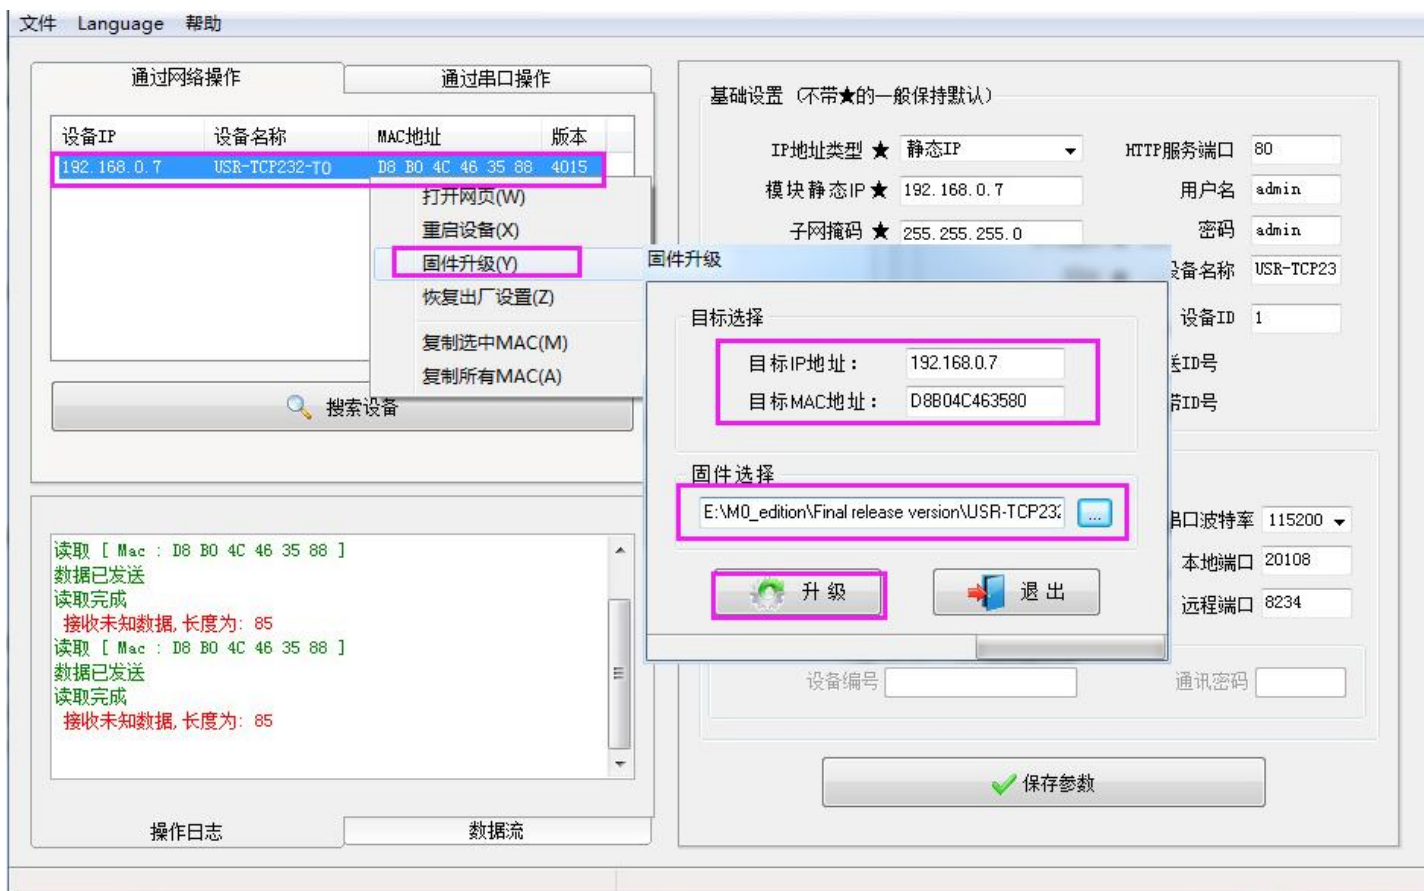 文件 Language 帮助
通过网络操作 通过串口操作
设备IP 设备名称 MAC地址 版本
192.168.0.7 USR-TCP232-T0 D8 B0 4C 46 35 88 4015
打开网页(W)
重启设备(X)
固件升级(Y)
恢复出厂设置(Z)
复制选中MAC(M)
复制所有MAC(A)
搜索设备
读取 [ Mac : D8 B0 4C 46 35 88 ]
数据已发送
读取完成
接收未知数据,长度为: 85
读取 [ Mac : D8 B0 4C 46 35 88 ]
数据已发送
读取完成
接收未知数据,长度为: 85
操作日志 数据流
基础设置 (不带★的一般保持默认)
IP地址类型 ★ 静态IP HTTP服务端口 80
模块静态IP ★ 192.168.0.7 用户名 admin
子网掩码 ★ 255.255.255.0 密码 admin
设备名称 USR-TCP23
设备ID 1
送ID号
带ID号
固件升级
目标选择
目标IP地址: 192.168.0.7
目标MAC地址: D8B04C463580
固件选择
E:\M0_edition\Final release version\USR-TCP232 ...
升 级 退 出
串口波特率 115200
本地端口 20108
远程端口 8234
设备编号 通讯密码
保存参数